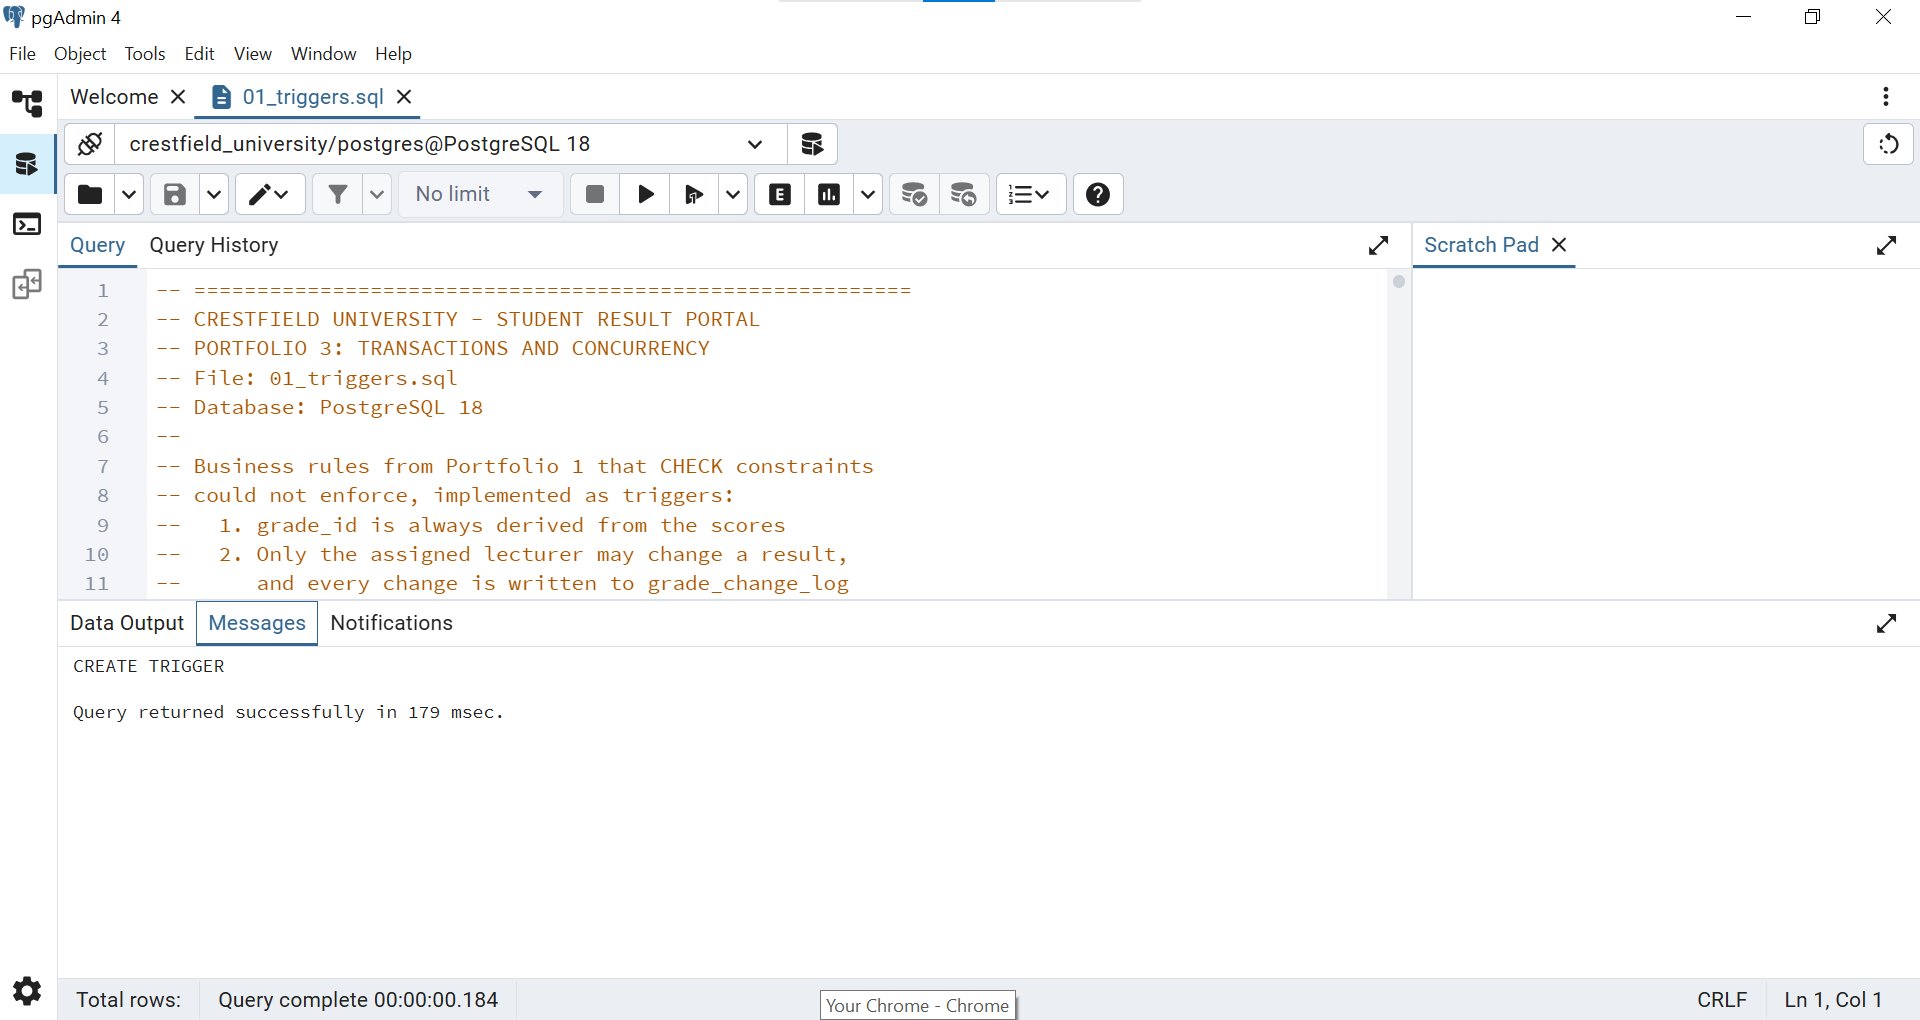 pgAdmin 4
File Object Tools Edit View Window Help
Welcome 01_triggers.sql
crestfield_university/postgres@PostgreSQL 18
No limit
E
Query Query History
Scratch Pad
1 -- =========================================================
2 -- CRESTFIELD UNIVERSITY - STUDENT RESULT PORTAL
3 -- PORTFOLIO 3: TRANSACTIONS AND CONCURRENCY
4 -- File: 01_triggers.sql
5 -- Database: PostgreSQL 18
6 --
7 -- Business rules from Portfolio 1 that CHECK constraints
8 -- could not enforce, implemented as triggers:
9 --   1. grade_id is always derived from the scores
10 --   2. Only the assigned lecturer may change a result,
11 --      and every change is written to grade_change_log
Data Output Messages Notifications
CREATE TRIGGER
Query returned successfully in 179 msec.
Total rows: Query complete 00:00:00.184
Your Chrome - Chrome
CRLF Ln 1, Col 1